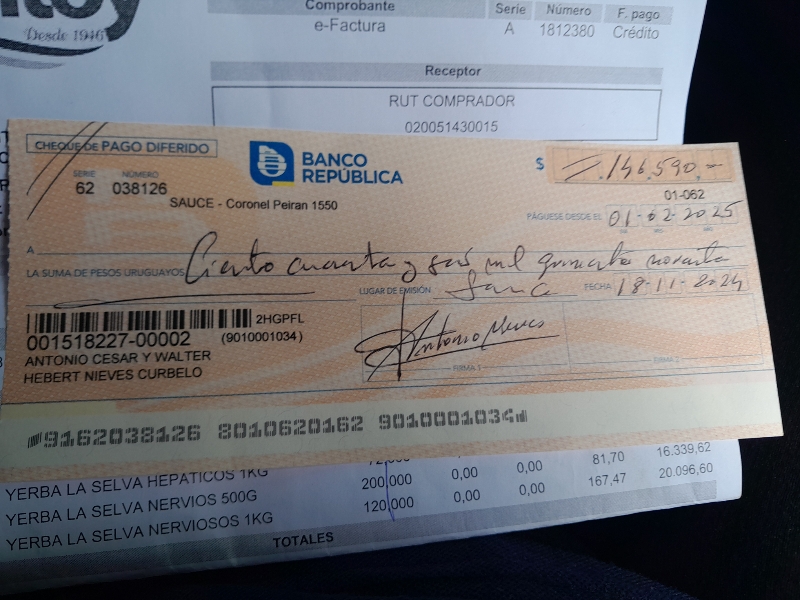 Desde 1946
Comprobante
Serie
Número
F. pago
e-Factura
A
1812380
Crédito
Receptor
RUT COMPRADOR
020051430015
CHEQUE DE PAGO DIFERIDO
BANCO
REPÚBLICA
$
146.590.-
SERIE
NÚMERO
62
038126
01-062
SAUCE - Coronel Peiran 1550
PÁGUESE DESDE EL 01-02-2025
A
LA SUMA DE PESOS URUGUAYOS Ciento cuarenta y seis mil quinientos noventa
LUGAR DE EMISIÓN Sauce FECHA 18-11-2024
2HGPFL
001518227-00002 (9010001034)
ANTONIO CESAR Y WALTER
HEBERT NIEVES CURBELO
Antonio Nieves
FIRMA 1
FIRMA 2
9162038126 8010620162 9010001034
YERBA LA SELVA HEPATICOS 1KG
200,000 0,00 0,00 81,70 16.339,62
YERBA LA SELVA NERVIOS 500G
120,000 0,00 0,00 167,47 20.096,60
YERBA LA SELVA NERVIOSOS 1KG
TOTALES